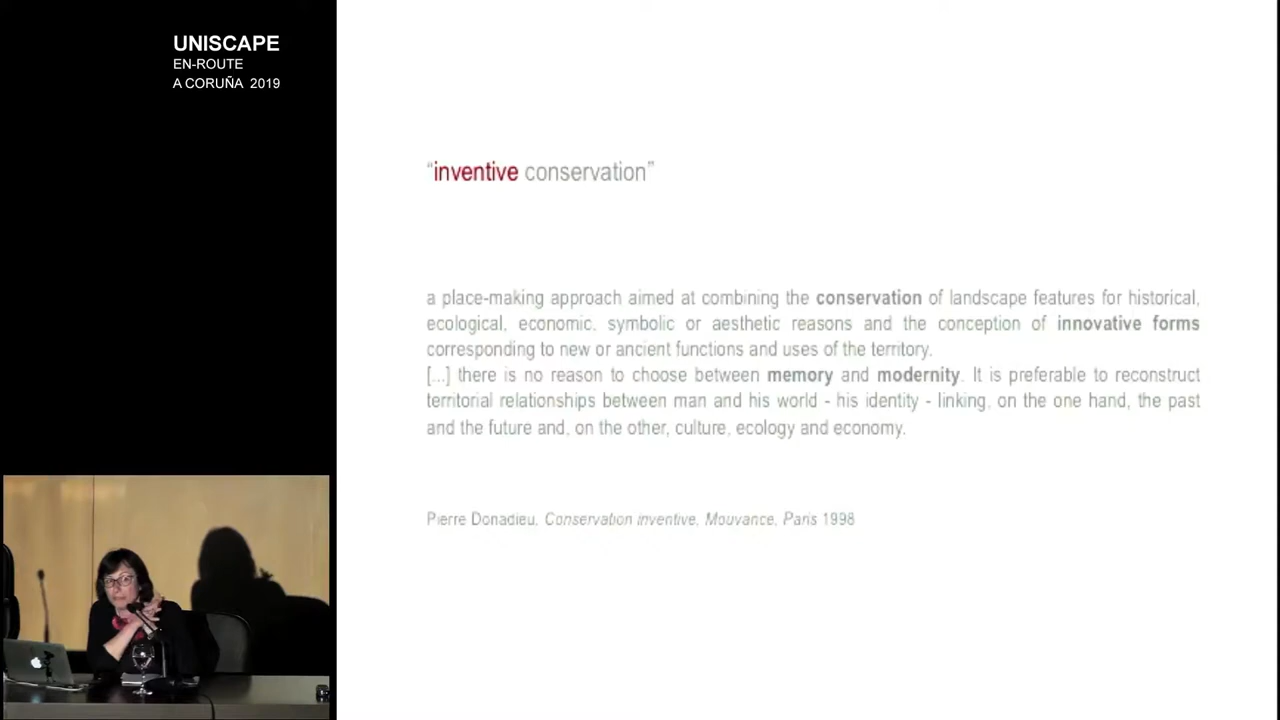 UNISCAPE
EN-ROUTE
A CORUÑA 2019
“inventive conservation”
a place-making approach aimed at combining the conservation of landscape features for historical,
ecological, economic, symbolic or aesthetic reasons and the conception of innovative forms
corresponding to new or ancient functions and uses of the territory.
[...] there is no reason to choose between memory and modernity. It is preferable to reconstruct
territorial relationships between man and his world - his identity - linking, on the one hand, the past
and the future and, on the other, culture, ecology and economy.
Pierre Donadieu, Conservation inventive, Mouvance, Paris 1998